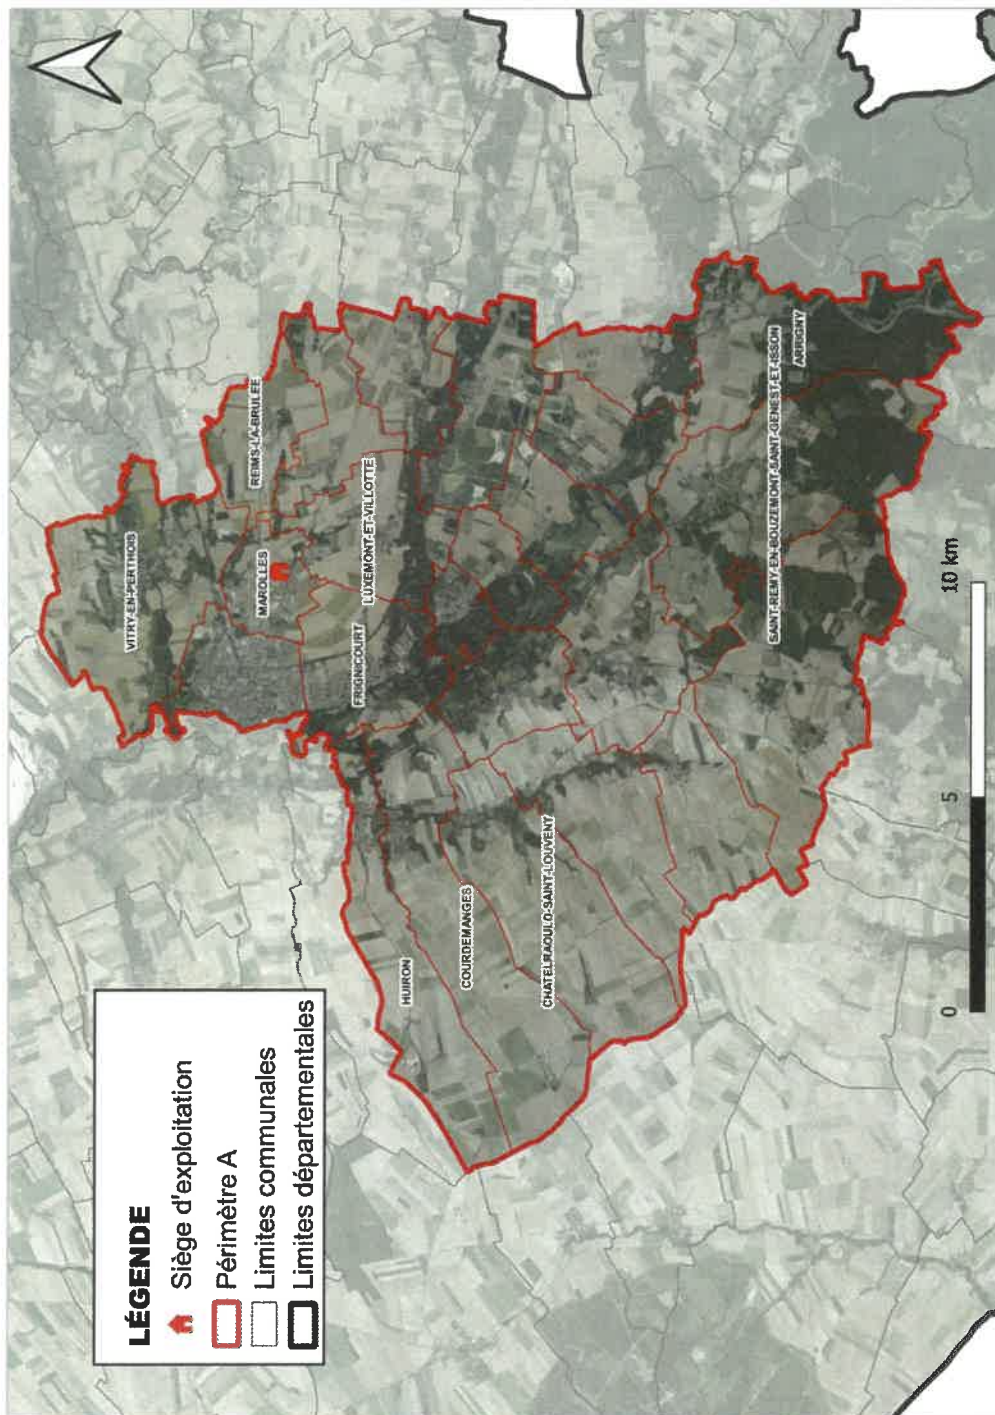 LÉGENDE
Siège d'exploitation
Périmètre A
Limites communales
Limites départementales
VITRY-EN-PERTHOIS
REIMS-LA-BRULEE
MAROLLES
LUXEMONT-ET-VILLOTTE
FRIGNICOURT
HUIRON
COURDEMANGES
CHATELRAOULD-SAINT-LOUVENT
SAINT-REMY-EN-BOUZEMONT-SAINT-GENEST-ET-ISSON
ARRIGNY
0 5 10 km